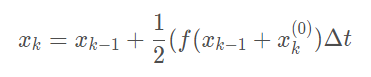 x_k = x_{k-1} + \frac{1}{2}(f(x_{k-1} + x_k^{(0)})\Delta t